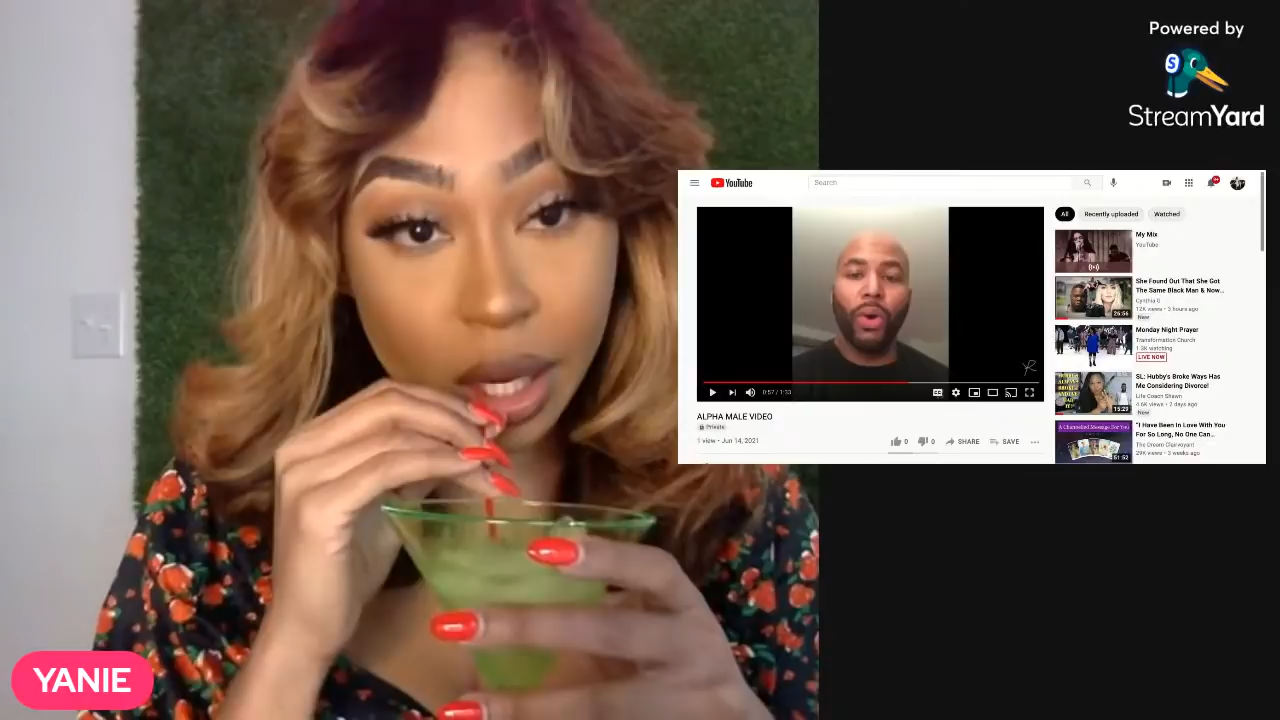 Powered by
StreamYard
YouTube
Search
All
Recently uploaded
Watched
My Mix
YouTube
She Found Out That She Got
The Same Black Man & Now...
Cynthia G
12K views • 3 hours ago
New
26:56
Monday Night Prayer
Transformation Church
1.3K watching
LIVE NOW
SL: Hubby's Broke Ways Has
Me Considering Divorce!
Life Coach Shawn
4.6K views • 2 days ago
New
15:29
A Channeled Message For You
"I Have Been In Love With You
For So Long, No One Can...
The Dream Clairvoyant
29K views • 3 weeks ago
51:52
0:57 / 1:33
ALPHA MALE VIDEO
Private
1 view • Jun 14, 2021
0
0
SHARE
SAVE
YANIE